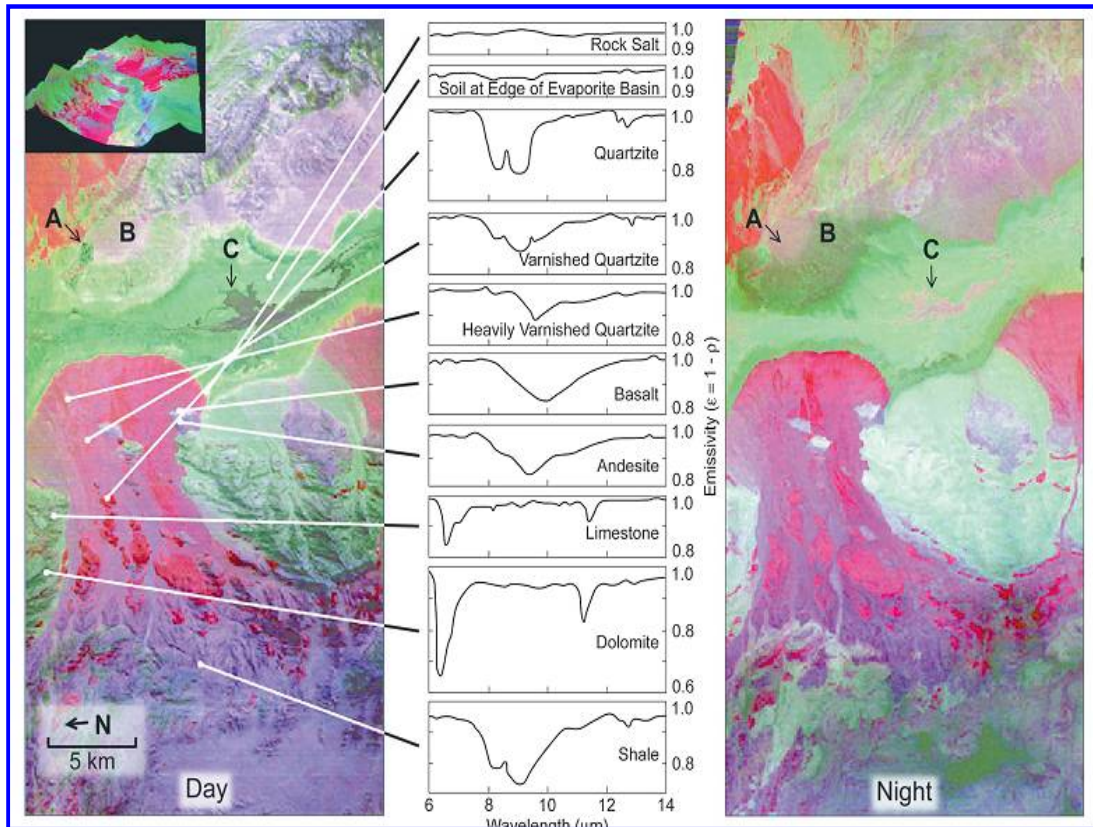 A
B
C
N
5 km
Day
1.0
0.9
Rock Salt
1.0
0.9
Soil at Edge of Evaporite Basin
1.0
0.8
Quartzite
1.0
0.8
Varnished Quartzite
1.0
0.8
Heavily Varnished Quartzite
1.0
0.8
Basalt
1.0
0.8
Andesite
1.0
0.8
Limestone
1.0
0.8
0.6
Dolomite
1.0
0.8
Shale
6 8 10 12 14
Wavelength (μm)
Emissivity (ε = 1 - ρ)
A
B
C
Night